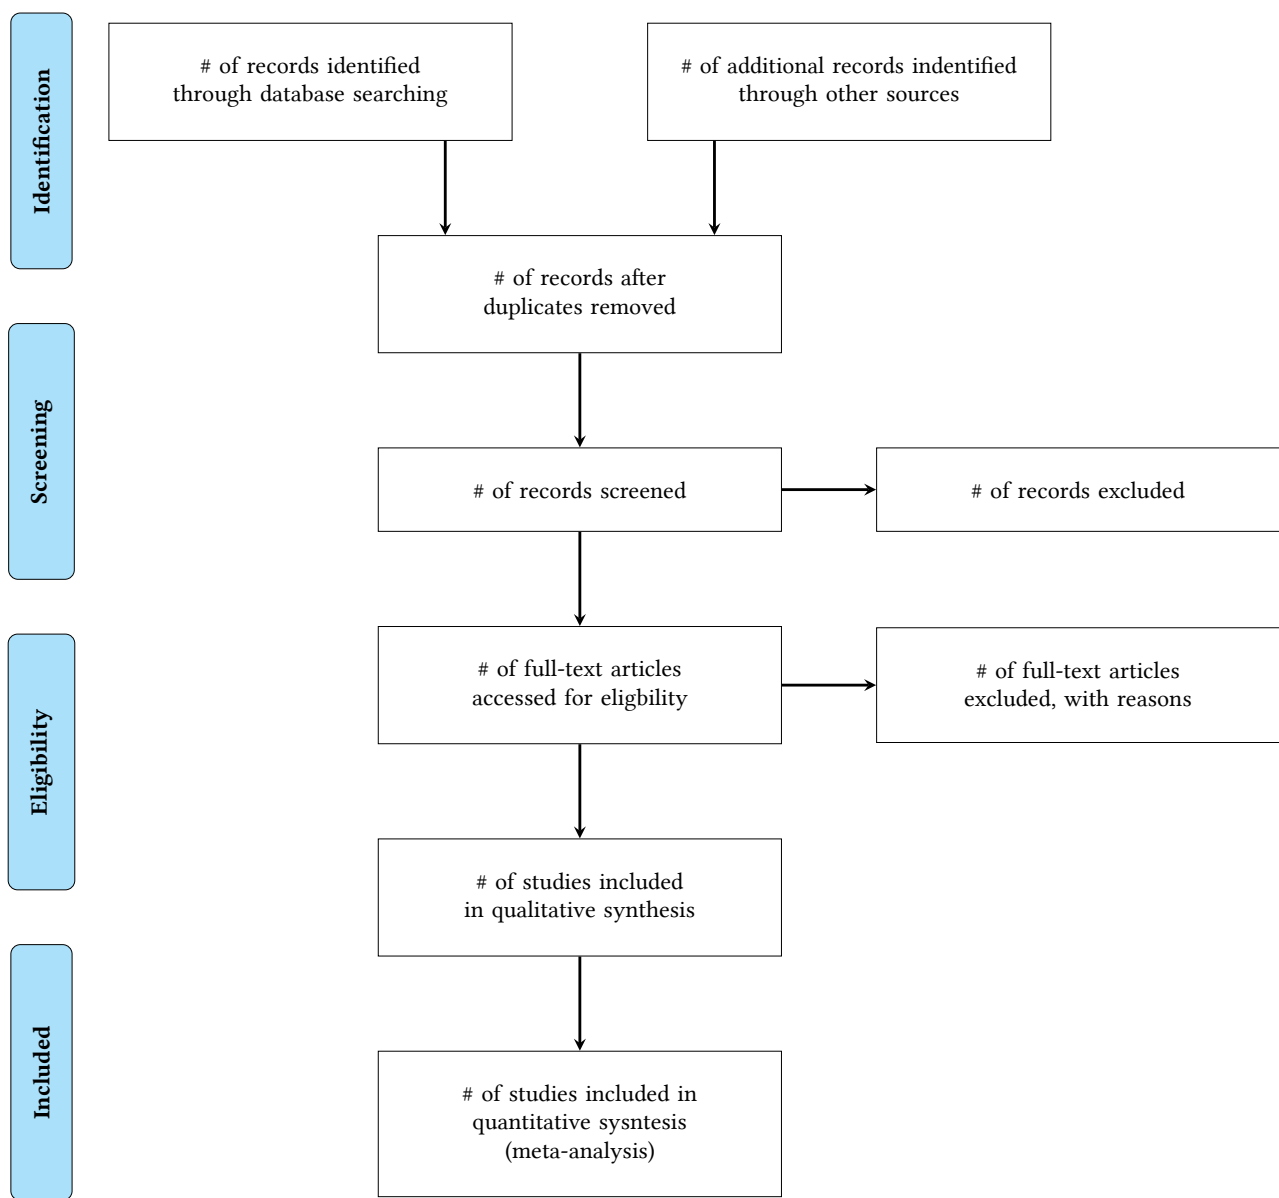 Identification
# of records identified
through database searching
# of additional records indentified
through other sources
# of records after
duplicates removed
Screening
# of records screened
# of records excluded
Eligibility
# of full-text articles
accessed for eligbility
# of full-text articles
excluded, with reasons
# of studies included
in qualitative synthesis
Included
# of studies included in
quantitative sysntesis
(meta-analysis)